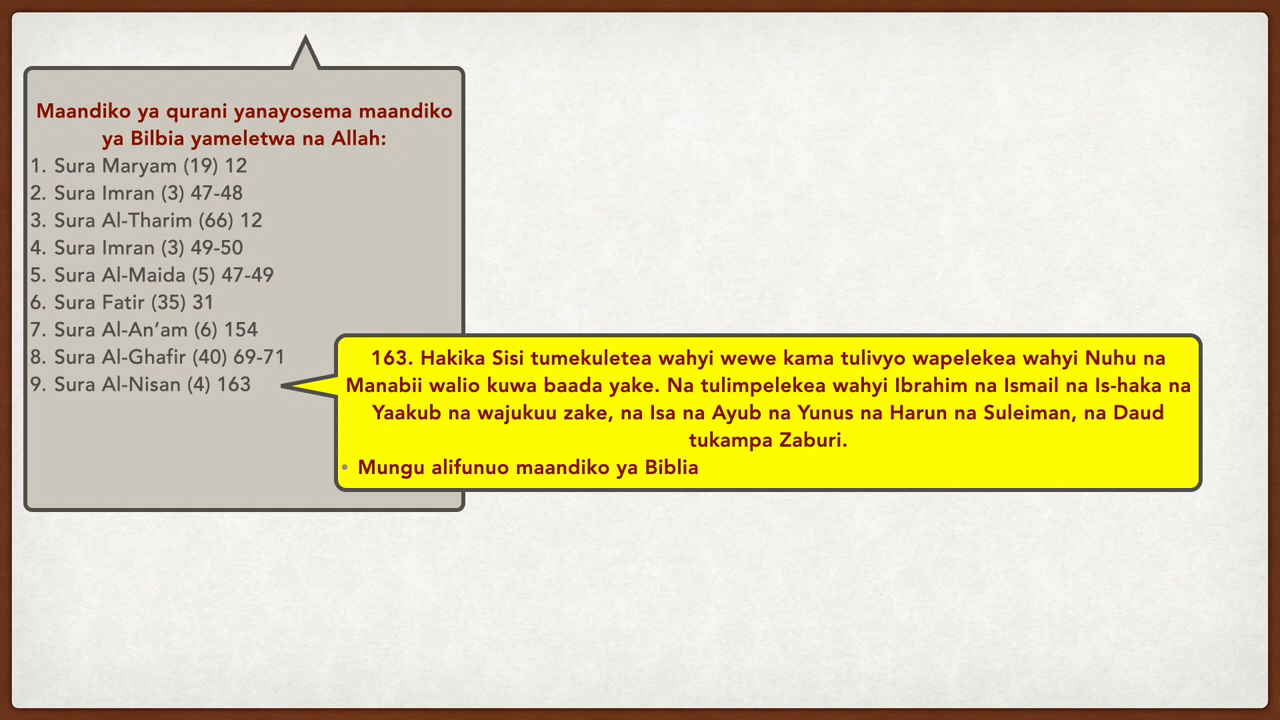 Maandiko ya qurani yanayosema maandiko
ya Bilbia yameletwa na Allah:
1. Sura Maryam (19) 12
2. Sura Imran (3) 47-48
3. Sura Al-Tharim (66) 12
4. Sura Imran (3) 49-50
5. Sura Al-Maida (5) 47-49
6. Sura Fatir (35) 31
7. Sura Al-An’am (6) 154
8. Sura Al-Ghafir (40) 69-71
9. Sura Al-Nisan (4) 163
163. Hakika Sisi tumekuletea wahyi wewe kama tulivyo wapelekea wahyi Nuhu na
Manabii walio kuwa baada yake. Na tulimpelekea wahyi Ibrahim na Ismail na Is-haka na
Yaakub na wajukuu zake, na Isa na Ayub na Yunus na Harun na Suleiman, na Daud
tukampa Zaburi.
• Mungu alifunuo maandiko ya Biblia